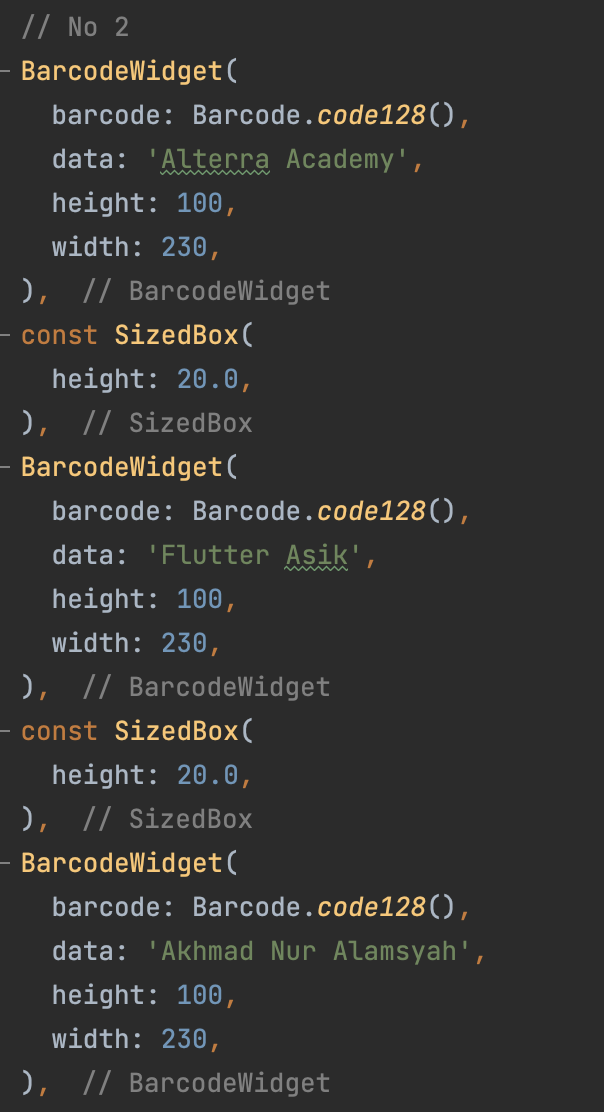 // No 2
BarcodeWidget(
  barcode: Barcode.code128(),
  data: 'Alterra Academy',
  height: 100,
  width: 230,
),  // BarcodeWidget
const SizedBox(
  height: 20.0,
),  // SizedBox
BarcodeWidget(
  barcode: Barcode.code128(),
  data: 'Flutter Asik',
  height: 100,
  width: 230,
),  // BarcodeWidget
const SizedBox(
  height: 20.0,
),  // SizedBox
BarcodeWidget(
  barcode: Barcode.code128(),
  data: 'Akhmad Nur Alamsyah',
  height: 100,
  width: 230,
),  // BarcodeWidget